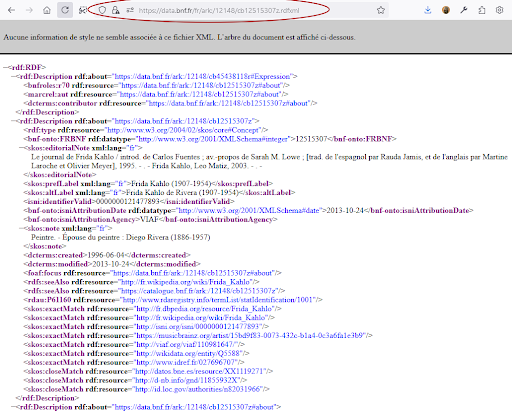 https://data.bnf.fr/fr/ark:/12148/cb12515307z.rdfxml
Aucune information de style ne semble associée à ce fichier XML. L'arbre du document est affiché ci-dessous.
−<rdf:RDF>
−<rdf:Description rdf:about="https://data.bnf.fr/ark:/12148/cb45438118r#Expression">
<bnfroles:r70 rdf:resource="https://data.bnf.fr/ark:/12148/cb12515307z#about"/>
<marcrel:aut rdf:resource="https://data.bnf.fr/ark:/12148/cb12515307z#about"/>
<dcterms:contributor rdf:resource="https://data.bnf.fr/ark:/12148/cb12515307z#about"/>
</rdf:Description>
−<rdf:Description rdf:about="https://data.bnf.fr/ark:/12148/cb12515307z">
<rdf:type rdf:resource="http://www.w3.org/2004/02/skos/core#Concept"/>
<bnf-onto:FRBNF rdf:datatype="http://www.w3.org/2001/XMLSchema#integer">12515307</bnf-onto:FRBNF>
−<skos:editorialNote xml:lang="fr">
Le journal de Frida Kahlo / introd. de Carlos Fuentes ; av.-propos de Sarah M. Lowe ; [trad. de l'espagnol par Rauda Jamis, et de l'anglais par Martine
Laroche et Olivier Meyer], 1995. - . - Frida Kahlo, Leo Matiz, 2003. - . -
</skos:editorialNote>
<skos:prefLabel xml:lang="fr">Frida Kahlo (1907-1954)</skos:prefLabel>
<skos:altLabel xml:lang="fr">Frida Kahlo de Rivera (1907-1954)</skos:altLabel>
<isni:identifierValid>0000000121477893</isni:identifierValid>
<bnf-onto:isniAttributionDate rdf:datatype="http://www.w3.org/2001/XMLSchema#date">2013-10-24</bnf-onto:isniAttributionDate>
<bnf-onto:isniAttributionAgency>VIAF</bnf-onto:isniAttributionAgency>
−<skos:note xml:lang="fr">
Peintre. - Épouse du peintre : Diego Rivera (1886-1957)
</skos:note>
<dcterms:created>1996-06-04</dcterms:created>
<dcterms:modified>2013-10-24</dcterms:modified>
<foaf:focus rdf:resource="https://data.bnf.fr/ark:/12148/cb12515307z#about"/>
<rdfs:seeAlso rdf:resource="http://fr.wikipedia.org/wiki/Frida_Kahlo"/>
<rdfs:seeAlso rdf:resource="https://catalogue.bnf.fr/ark:/12148/cb12515307z"/>
<rdau:P61160 rdf:resource="http://www.rdaregistry.info/termList/statIdentification/1001"/>
<skos:exactMatch rdf:resource="http://fr.dbpedia.org/resource/Frida_Kahlo"/>
<skos:exactMatch rdf:resource="http://fr.wikipedia.org/wiki/Frida_Kahlo"/>
<skos:exactMatch rdf:resource="http://isni.org/isni/0000000121477893"/>
<skos:exactMatch rdf:resource="https://musicbrainz.org/artist/15bd9f83-0073-432c-b1a4-0c3a6fa1e3b9"/>
<skos:exactMatch rdf:resource="http://viaf.org/viaf/110981647/"/>
<skos:exactMatch rdf:resource="http://wikidata.org/entity/Q5588"/>
<skos:exactMatch rdf:resource="http://www.idref.fr/027696707"/>
<skos:closeMatch rdf:resource="http://datos.bne.es/resource/XX1119271"/>
<skos:closeMatch rdf:resource="http://d-nb.info/gnd/11855932X"/>
<skos:closeMatch rdf:resource="http://id.loc.gov/authorities/n82031966"/>
</rdf:Description>
−<rdf:Description rdf:about="https://data.bnf.fr/ark:/12148/cb12515307z#about">